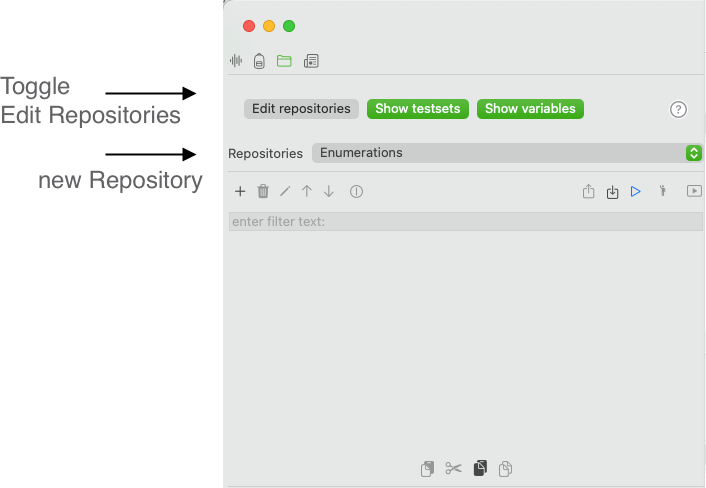 Toggle
Edit Repositories
Edit repositories Show testsets Show variables ?
Repositories Enumerations
new Repository
enter filter text: